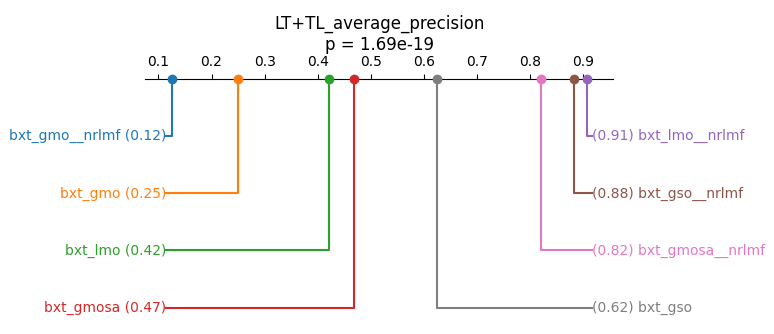 LT+TL_average_precision
p = 1.69e-19
0.1 0.2 0.3 0.4 0.5 0.6 0.7 0.8 0.9
bxt_gmo__nrlmf (0.12) (0.91) bxt_lmo__nrlmf
bxt_gmo (0.25) (0.88) bxt_gso__nrlmf
bxt_lmo (0.42) (0.82) bxt_gmosa__nrlmf
bxt_gmosa (0.47) (0.62) bxt_gso